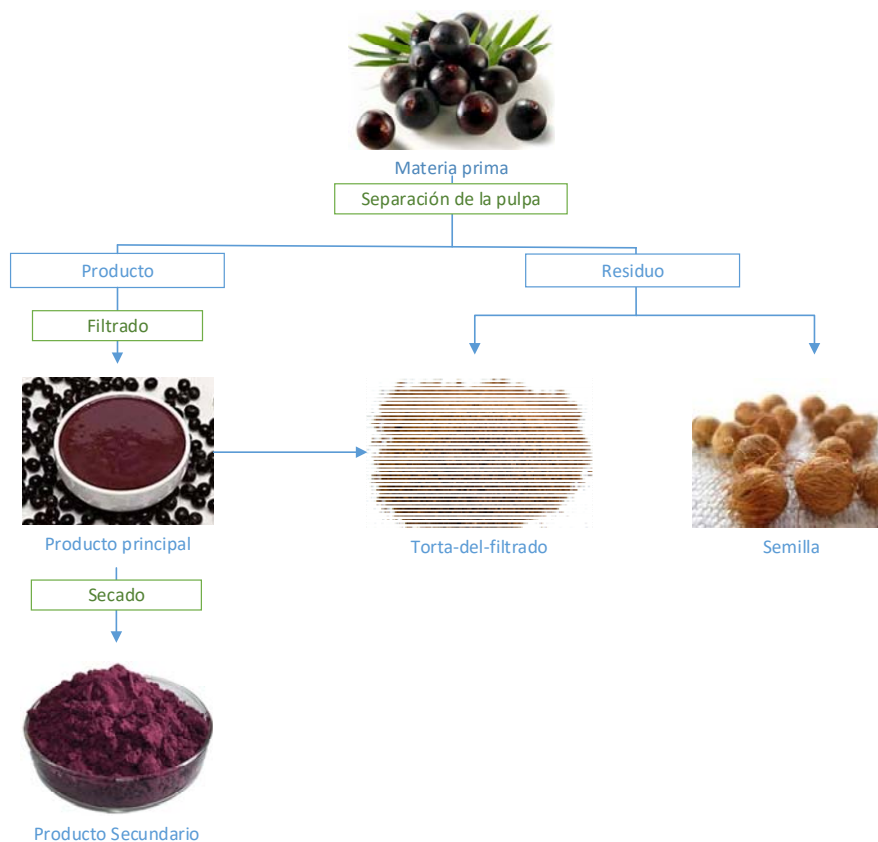 Materia prima
Separación de la pulpa
Producto
Residuo
Filtrado
Producto principal
Torta-del-filtrado
Semilla
Secado
Producto Secundario